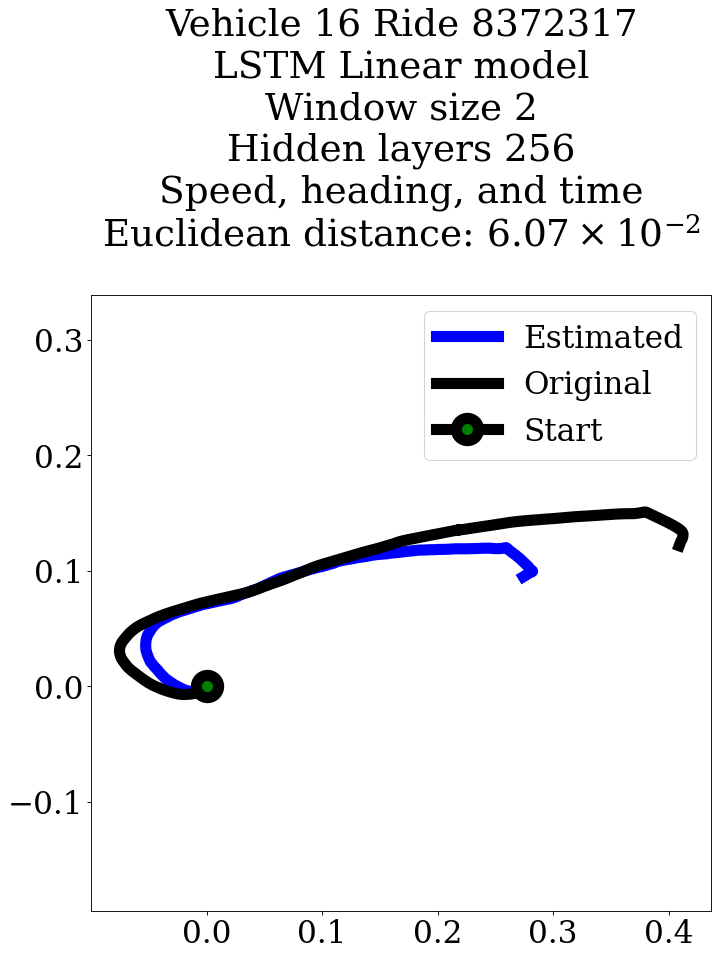 Vehicle 16 Ride 8372317
LSTM Linear model
Window size 2
Hidden layers 256
Speed, heading, and time
Euclidean distance: 6.07 × 10⁻²
Estimated
Original
Start
0.3
0.2
0.1
0.0
−0.1
0.0 0.1 0.2 0.3 0.4